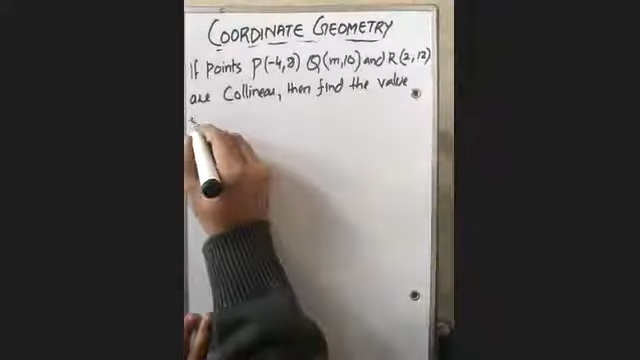 COORDINATE GEOMETRY
If Points P(-4,8) Q(m,10) and R(2,12)
are Collinear, then find the value